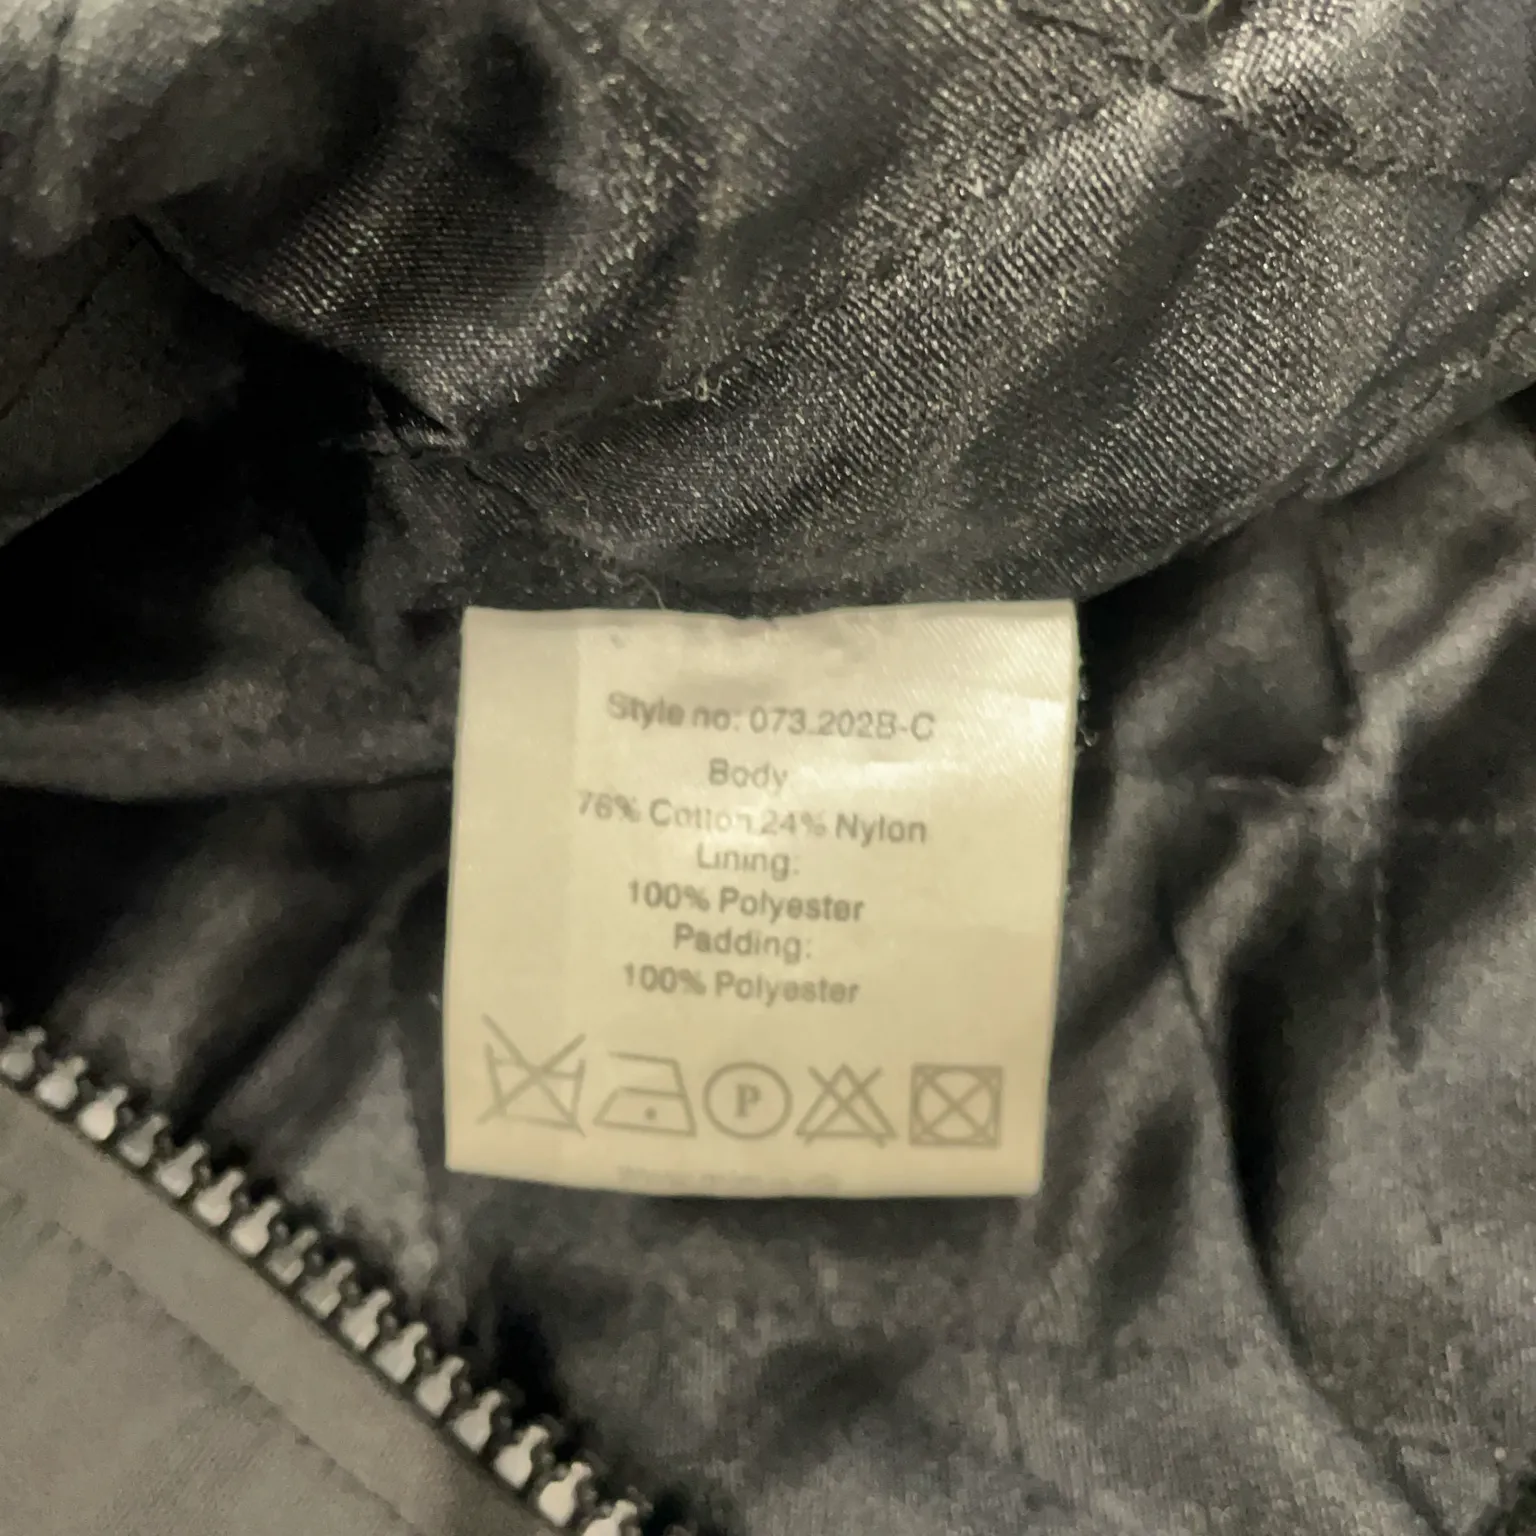 Style no: 073.202B-C
Body
76% Cotton 24% Nylon
Lining:
100% Polyester
Padding:
100% Polyester
P